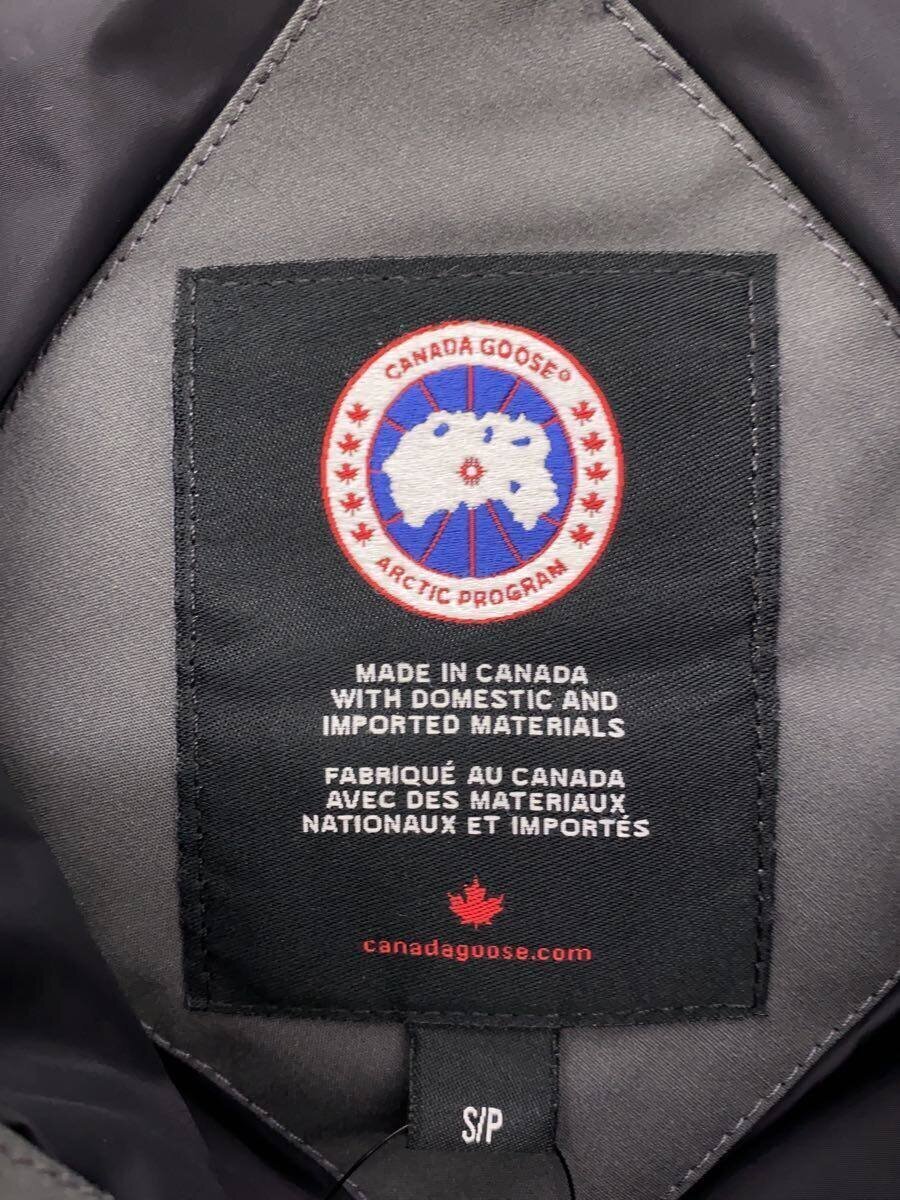 CANADA GOOSE®
ARCTIC PROGRAM
MADE IN CANADA
WITH DOMESTIC AND
IMPORTED MATERIALS
FABRIQUÉ AU CANADA
AVEC DES MATERIAUX
NATIONAUX ET IMPORTÉS
canadagoose.com
S/P